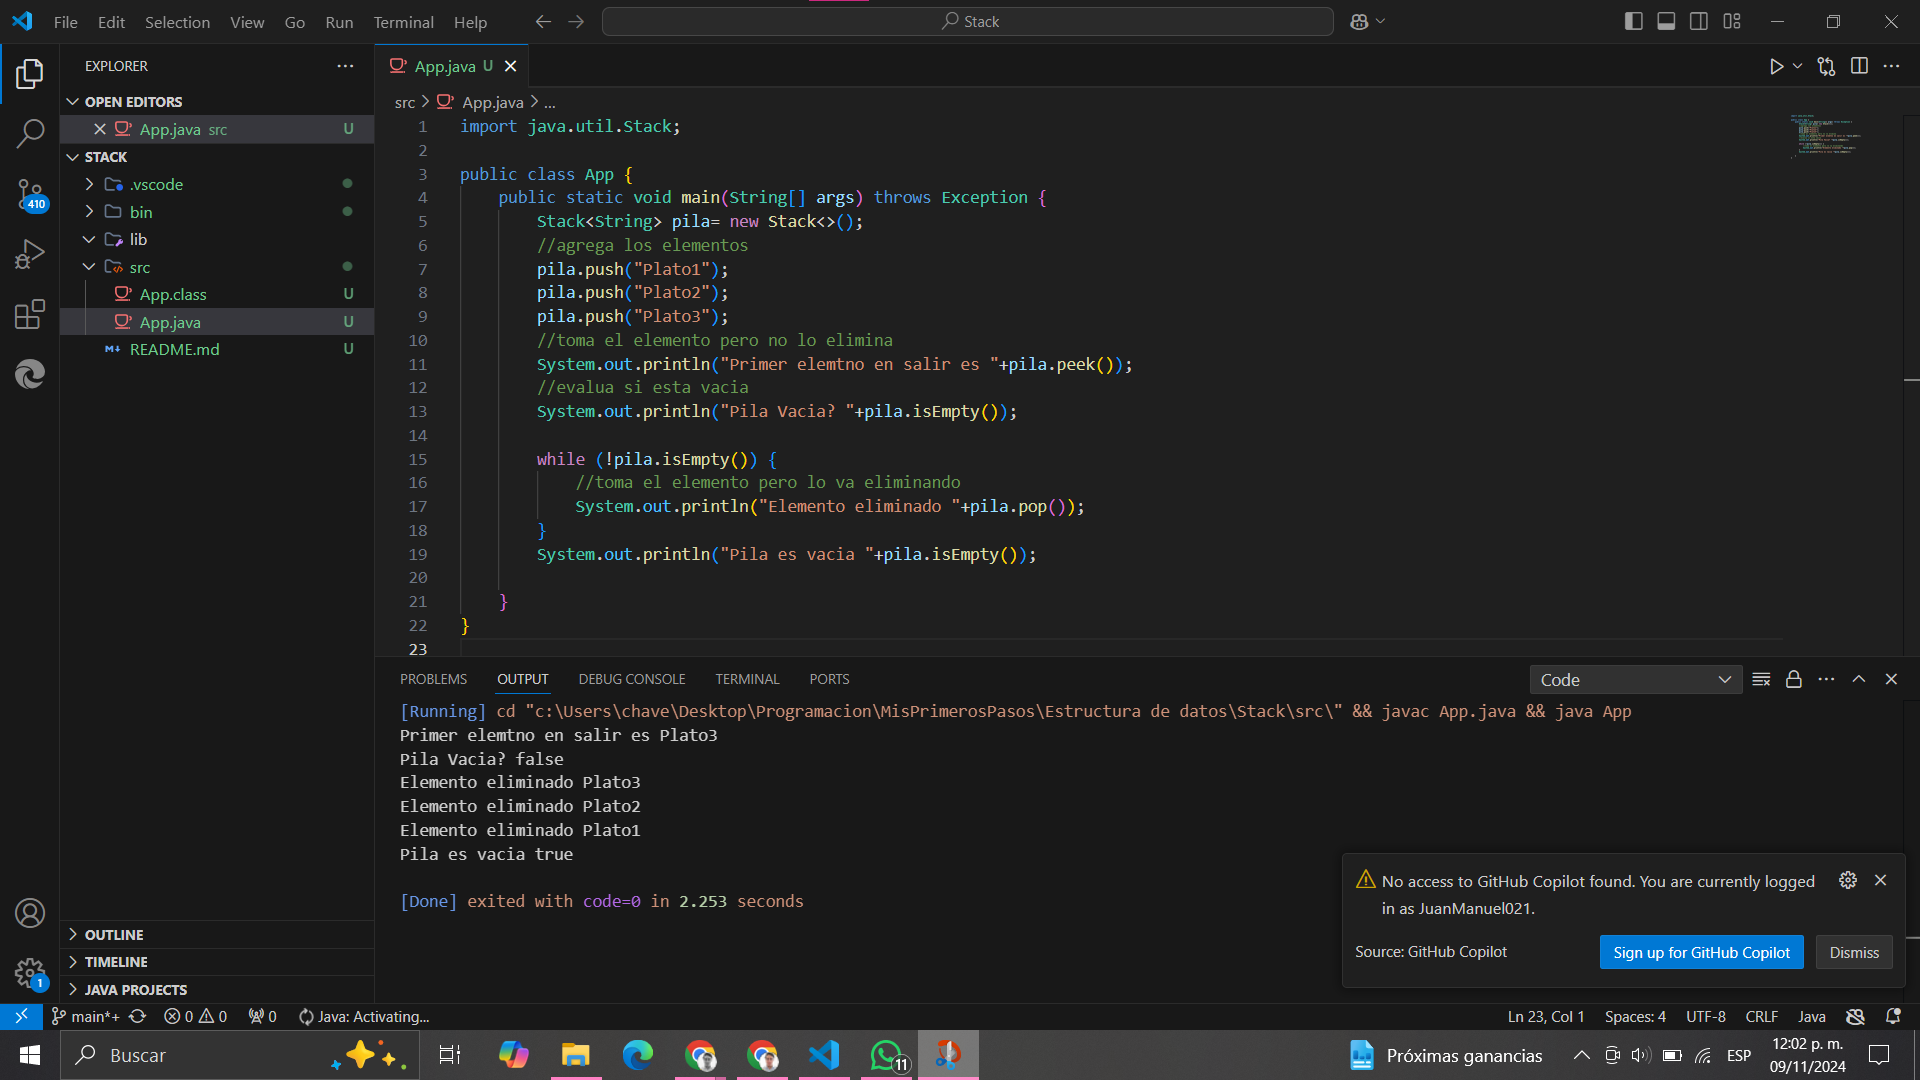 File Edit Selection View Go Run Terminal Help
Stack
EXPLORER
OPEN EDITORS
App.java src U
STACK
.vscode
bin
lib
src
App.class U
App.java U
README.md U
410
1
OUTLINE
TIMELINE
JAVA PROJECTS
App.java U
src > App.java > ...
1 import java.util.Stack;
2
3 public class App {
4 public static void main(String[] args) throws Exception {
5 Stack<String> pila= new Stack<>();
6 //agrega los elementos
7 pila.push("Plato1");
8 pila.push("Plato2");
9 pila.push("Plato3");
10 //toma el elemento pero no lo elimina
11 System.out.println("Primer elemtno en salir es "+pila.peek());
12 //evalua si esta vacia
13 System.out.println("Pila Vacia? "+pila.isEmpty());
14
15 while (!pila.isEmpty()) {
16 //toma el elemento pero lo va eliminando
17 System.out.println("Elemento eliminado "+pila.pop());
18 }
19 System.out.println("Pila es vacia "+pila.isEmpty());
20
21 }
22 }
23
PROBLEMS OUTPUT DEBUG CONSOLE TERMINAL PORTS
Code
[Running] cd "c:\Users\chave\Desktop\Programacion\MisPrimerosPasos\Estructura de datos\Stack\src\" && javac App.java && java App
Primer elemtno en salir es Plato3
Pila Vacia? false
Elemento eliminado Plato3
Elemento eliminado Plato2
Elemento eliminado Plato1
Pila es vacia true
[Done] exited with code=0 in 2.253 seconds
No access to GitHub Copilot found. You are currently logged
in as JuanManuel021.
Source: GitHub Copilot
Sign up for GitHub Copilot
Dismiss
main*+ 0 0 0 Java: Activating...
Ln 23, Col 1 Spaces: 4 UTF-8 CRLF Java
Buscar
11
Próximas ganancias
ESP
12:02 p. m.
09/11/2024